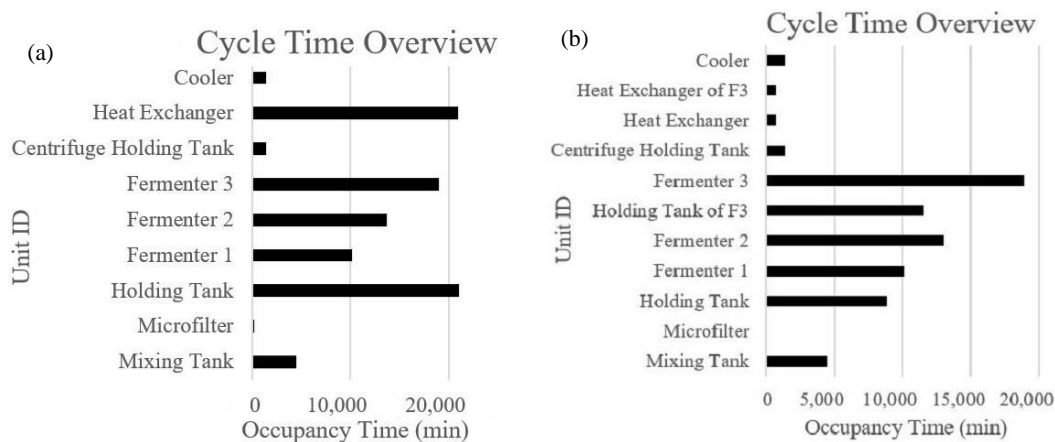 (a)
Cycle Time Overview
Cooler
Heat Exchanger
Centrifuge Holding Tank
Fermenter 3
Fermenter 2
Fermenter 1
Holding Tank
Microfilter
Mixing Tank
Unit ID
0 10,000 20,000
Occupancy Time (min)
(b)
Cycle Time Overview
Cooler
Heat Exchanger of F3
Heat Exchanger
Centrifuge Holding Tank
Fermenter 3
Holding Tank of F3
Fermenter 2
Fermenter 1
Holding Tank
Microfilter
Mixing Tank
Unit ID
0 5,000 10,000 15,000 20,000
Occupancy Time (min)